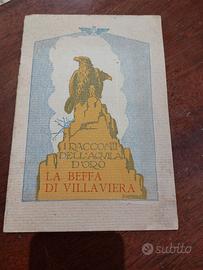 I RACCONTI
DELL'AQUILA
D'ORO
LA BEFFA
DI VILLAVIERA
subito